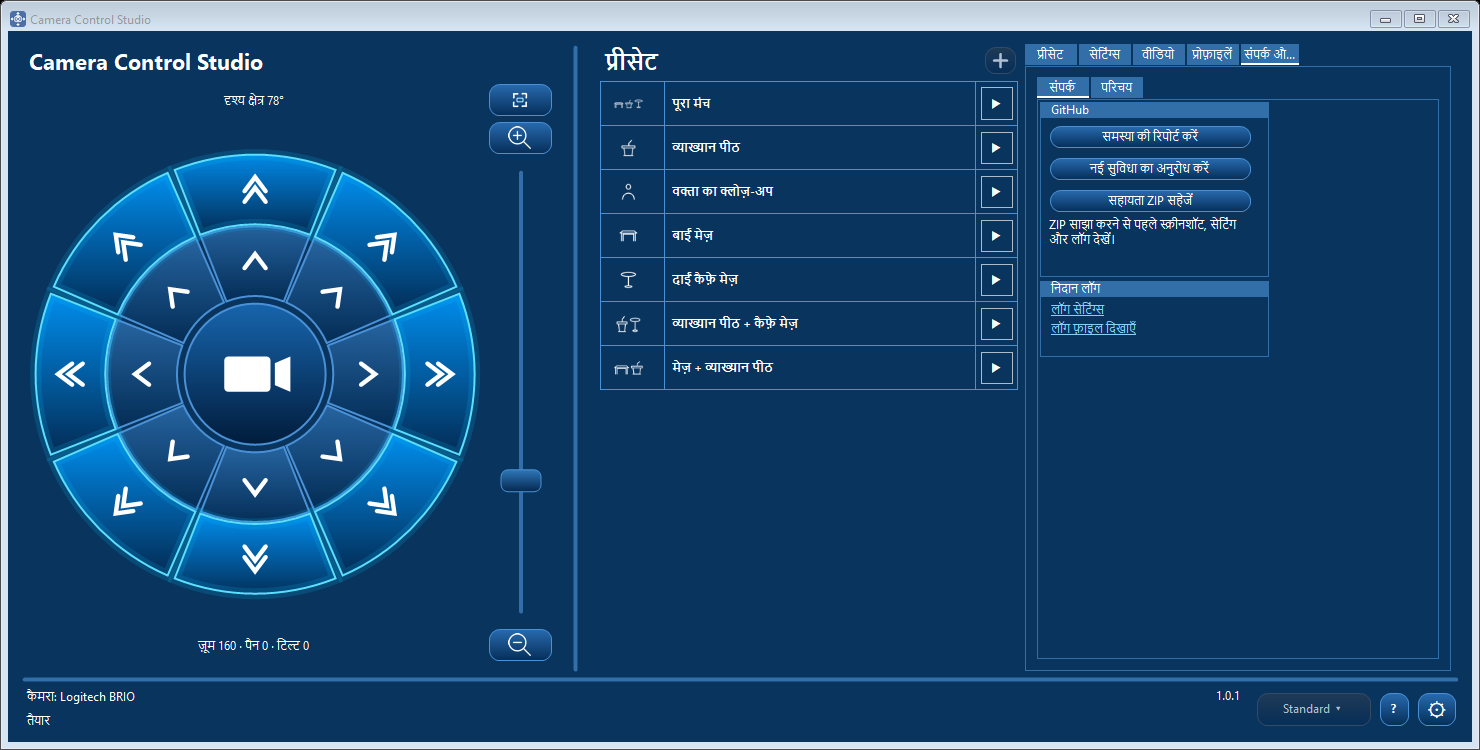 Camera Control Studio
Camera Control Studio
दृश्य क्षेत्र 78°
ज़ूम 160 · पैन 0 · टिल्ट 0
प्रीसेट
पूरा मंच
व्याख्यान पीठ
वक्ता का क्लोज़-अप
बाईं मेज़
दाईं कैफ़े मेज़
व्याख्यान पीठ + कैफ़े मेज़
मेज़ + व्याख्यान पीठ
प्रीसेट सेटिंग्स वीडियो प्रोफ़ाइलें संपर्क औ...
संपर्क परिचय
GitHub
समस्या की रिपोर्ट करें
नई सुविधा का अनुरोध करें
सहायता ZIP सहेजें
ZIP साझा करने से पहले स्क्रीनशॉट, सेटिंग
और लॉग देखें।
निदान लॉग
लॉग सेटिंग्स
लॉग फ़ाइल दिखाएँ
कैमरा: Logitech BRIO
तैयार
1.0.1
Standard
?